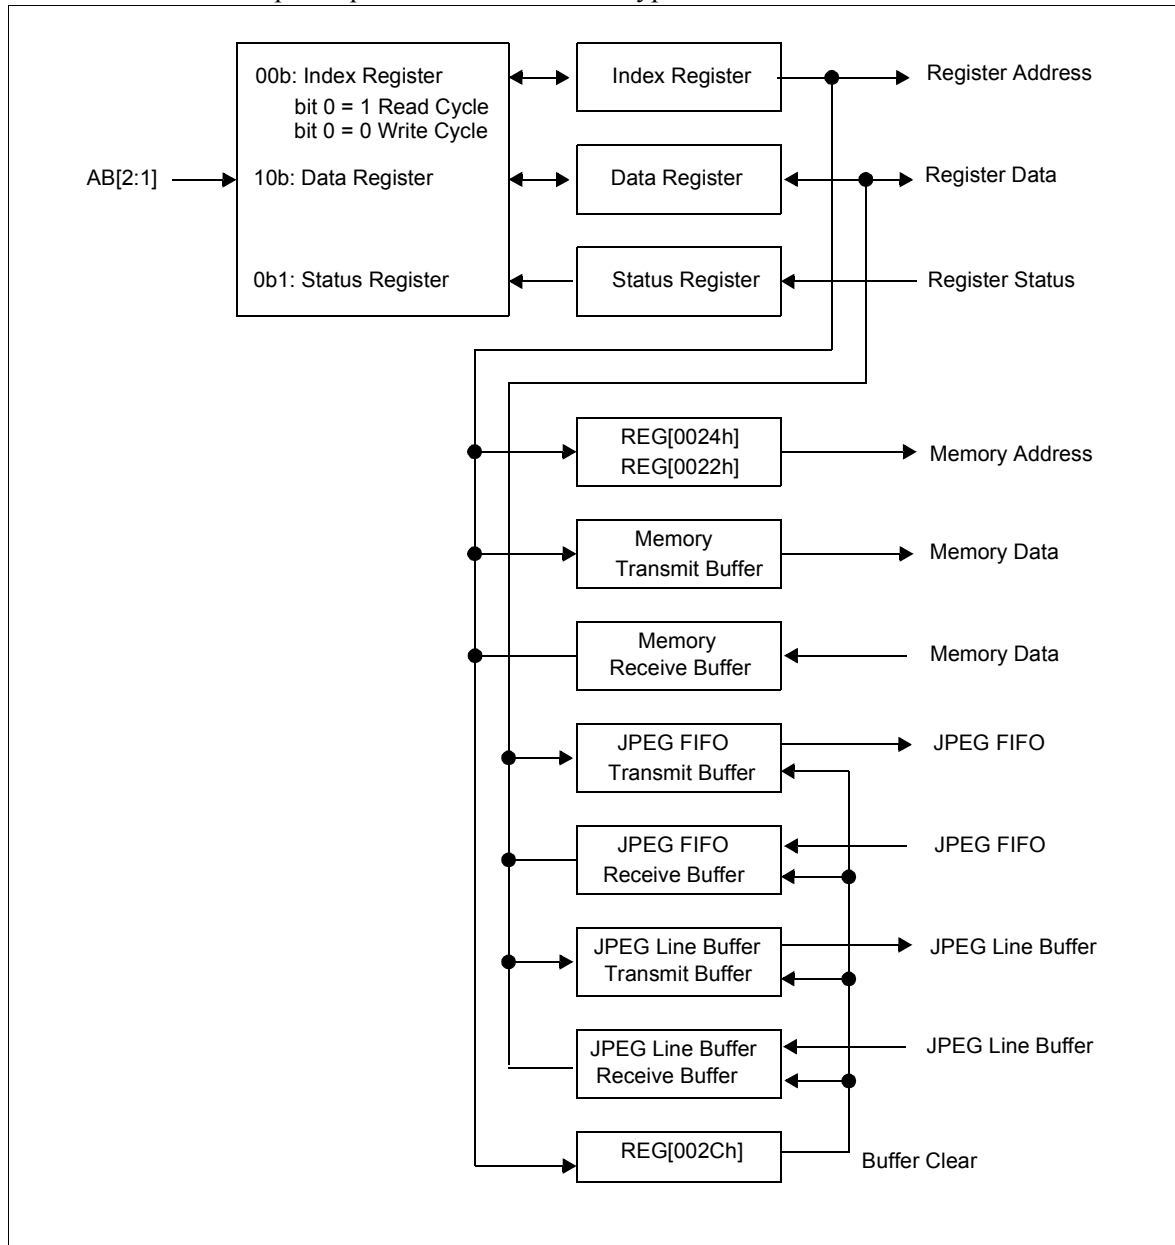 00b: Index Register
bit 0 = 1 Read Cycle
bit 0 = 0 Write Cycle
Index Register
Register Address
AB[2:1]
10b: Data Register
Data Register
Register Data
0b1: Status Register
Status Register
Register Status
REG[0024h]
REG[0022h]
Memory Address
Memory
Transmit Buffer
Memory Data
Memory
Receive Buffer
Memory Data
JPEG FIFO
Transmit Buffer
JPEG FIFO
JPEG FIFO
Receive Buffer
JPEG FIFO
JPEG Line Buffer
Transmit Buffer
JPEG Line Buffer
JPEG Line Buffer
Receive Buffer
JPEG Line Buffer
REG[002Ch]
Buffer Clear